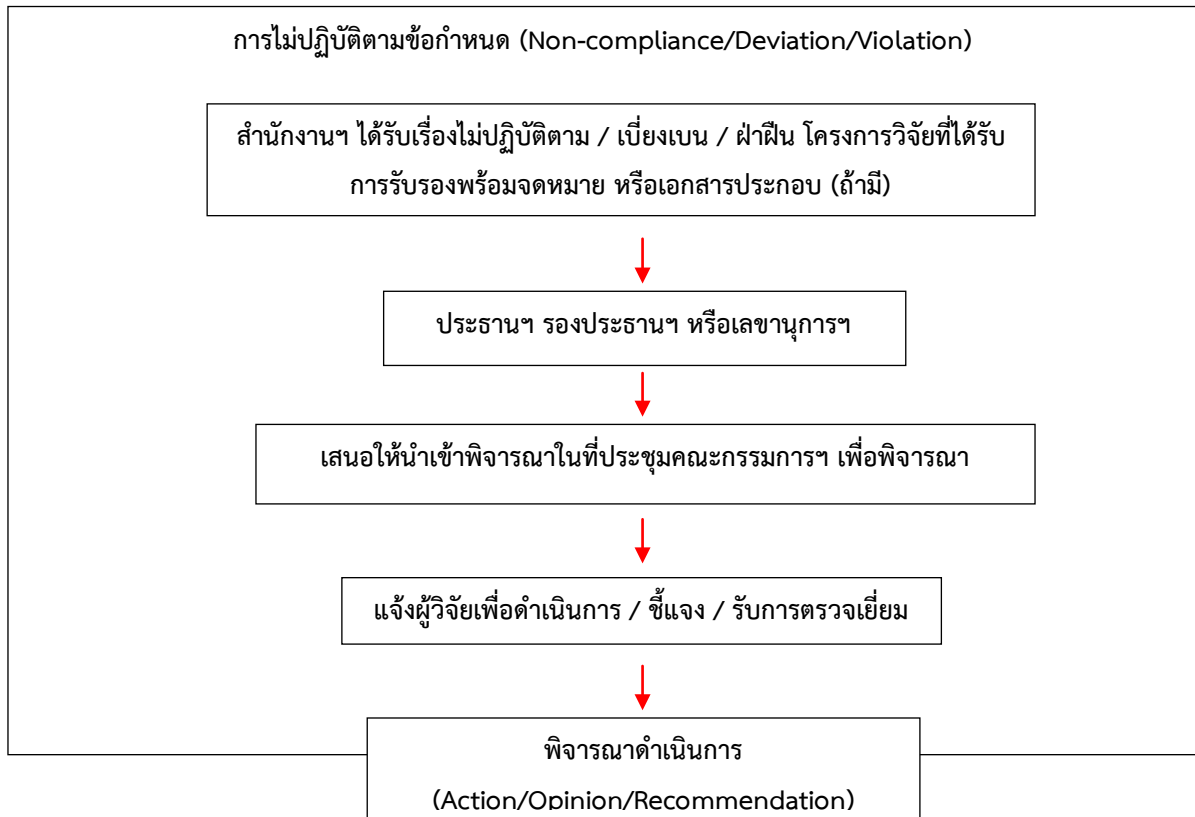 การไม่ปฏิบัติตามข้อกำหนด (Non-compliance/Deviation/Violation)
สำนักงานฯ ได้รับเรื่องไม่ปฏิบัติตาม / เบี่ยงเบน / ฝ่าฝืน โครงการวิจัยที่ได้รับ
การรับรองพร้อมจดหมาย หรือเอกสารประกอบ (ถ้ามี)
ประธานฯ รองประธานฯ หรือเลขานุการฯ
เสนอให้นำเข้าพิจารณาในที่ประชุมคณะกรรมการฯ เพื่อพิจารณา
แจ้งผู้วิจัยเพื่อดำเนินการ / ชี้แจง / รับการตรวจเยี่ยม
พิจารณาดำเนินการ
(Action/Opinion/Recommendation)